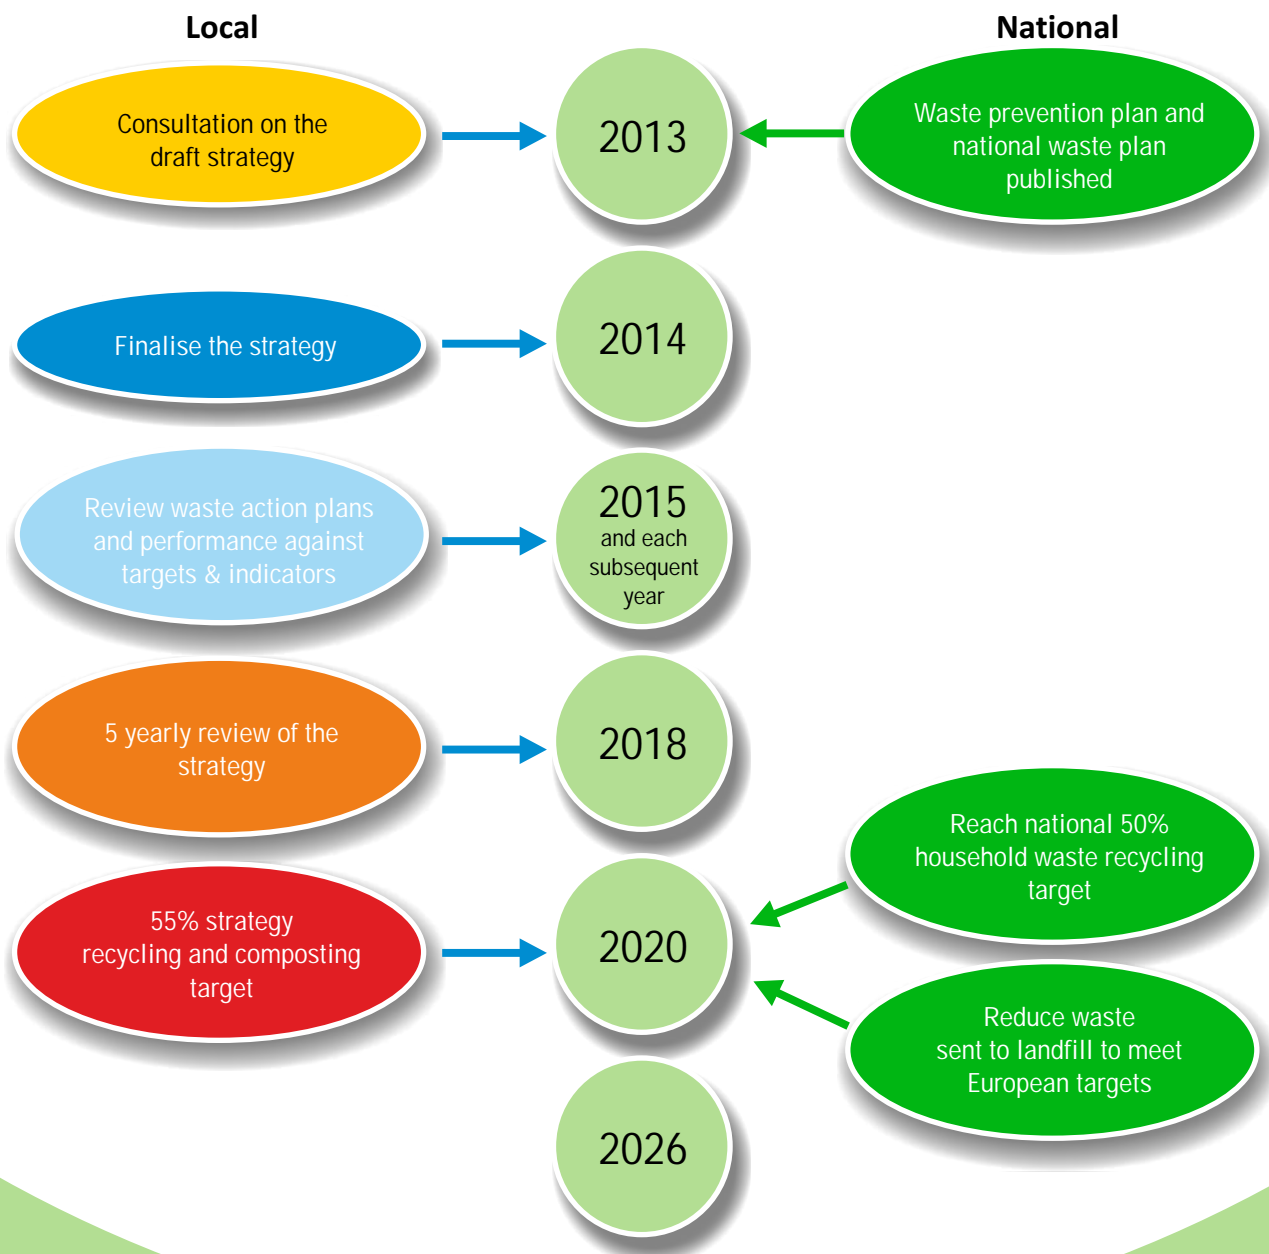 Local
National
Consultation on the
draft strategy
2013
Waste prevention plan and
national waste plan
published
Finalise the strategy
2014
Review waste action plans
and performance against
targets & indicators
2015
and each
subsequent
year
5 yearly review of the
strategy
2018
Reach national 50%
household waste recycling
target
55% strategy
recycling and composting
target
2020
Reduce waste
sent to landfill to meet
European targets
2026